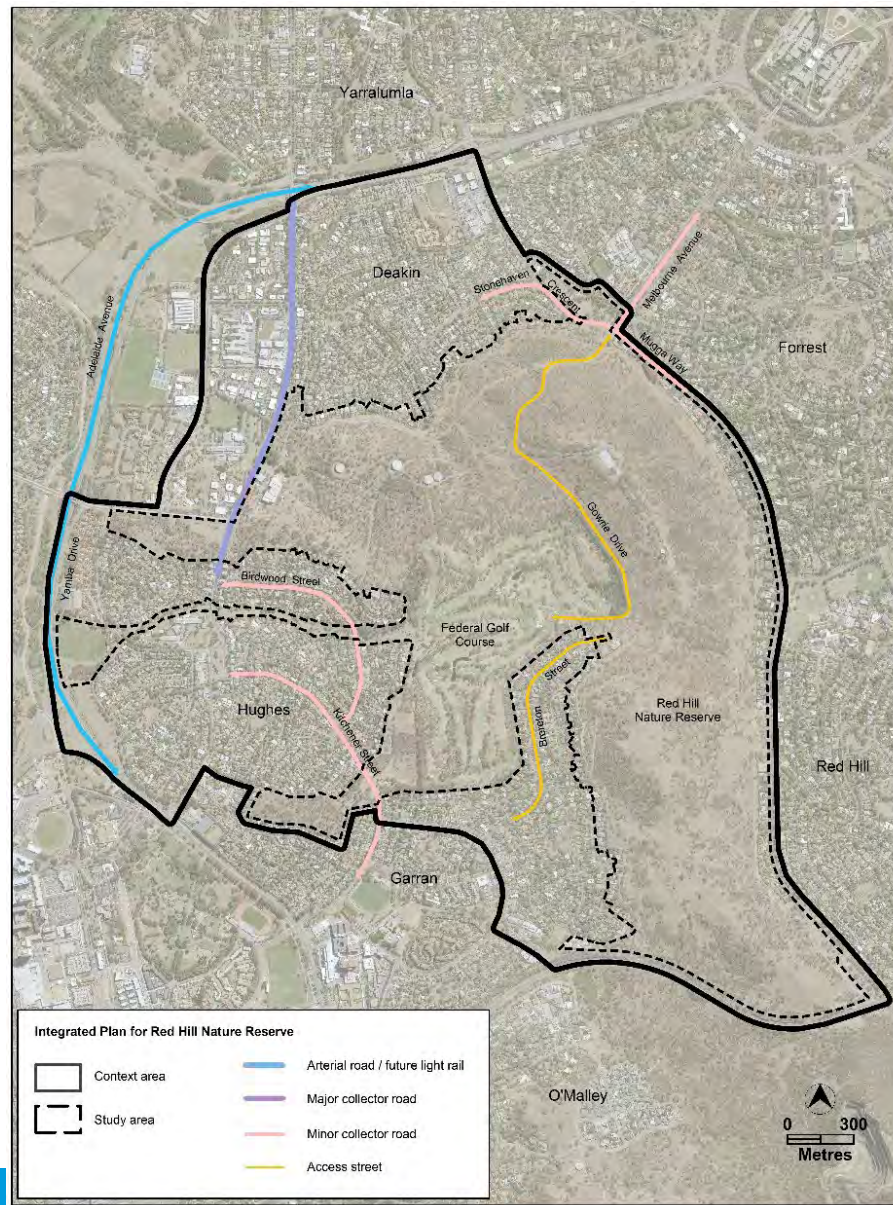 Yarralumla
Deakin
Stonehaven
Crescent
Melbourne Avenue
Mugga Way
Forrest
Adelaide Avenue
Gowrie Drive
Yamba Drive
Birdwood Street
Federal Golf
Course
Brereton Street
Hughes
Kitchener Street
Red Hill
Nature Reserve
Red Hill
Garran
O'Malley
Integrated Plan for Red Hill Nature Reserve
Context area
Study area
Arterial road / future light rail
Major collector road
Minor collector road
Access street
0 300
Metres